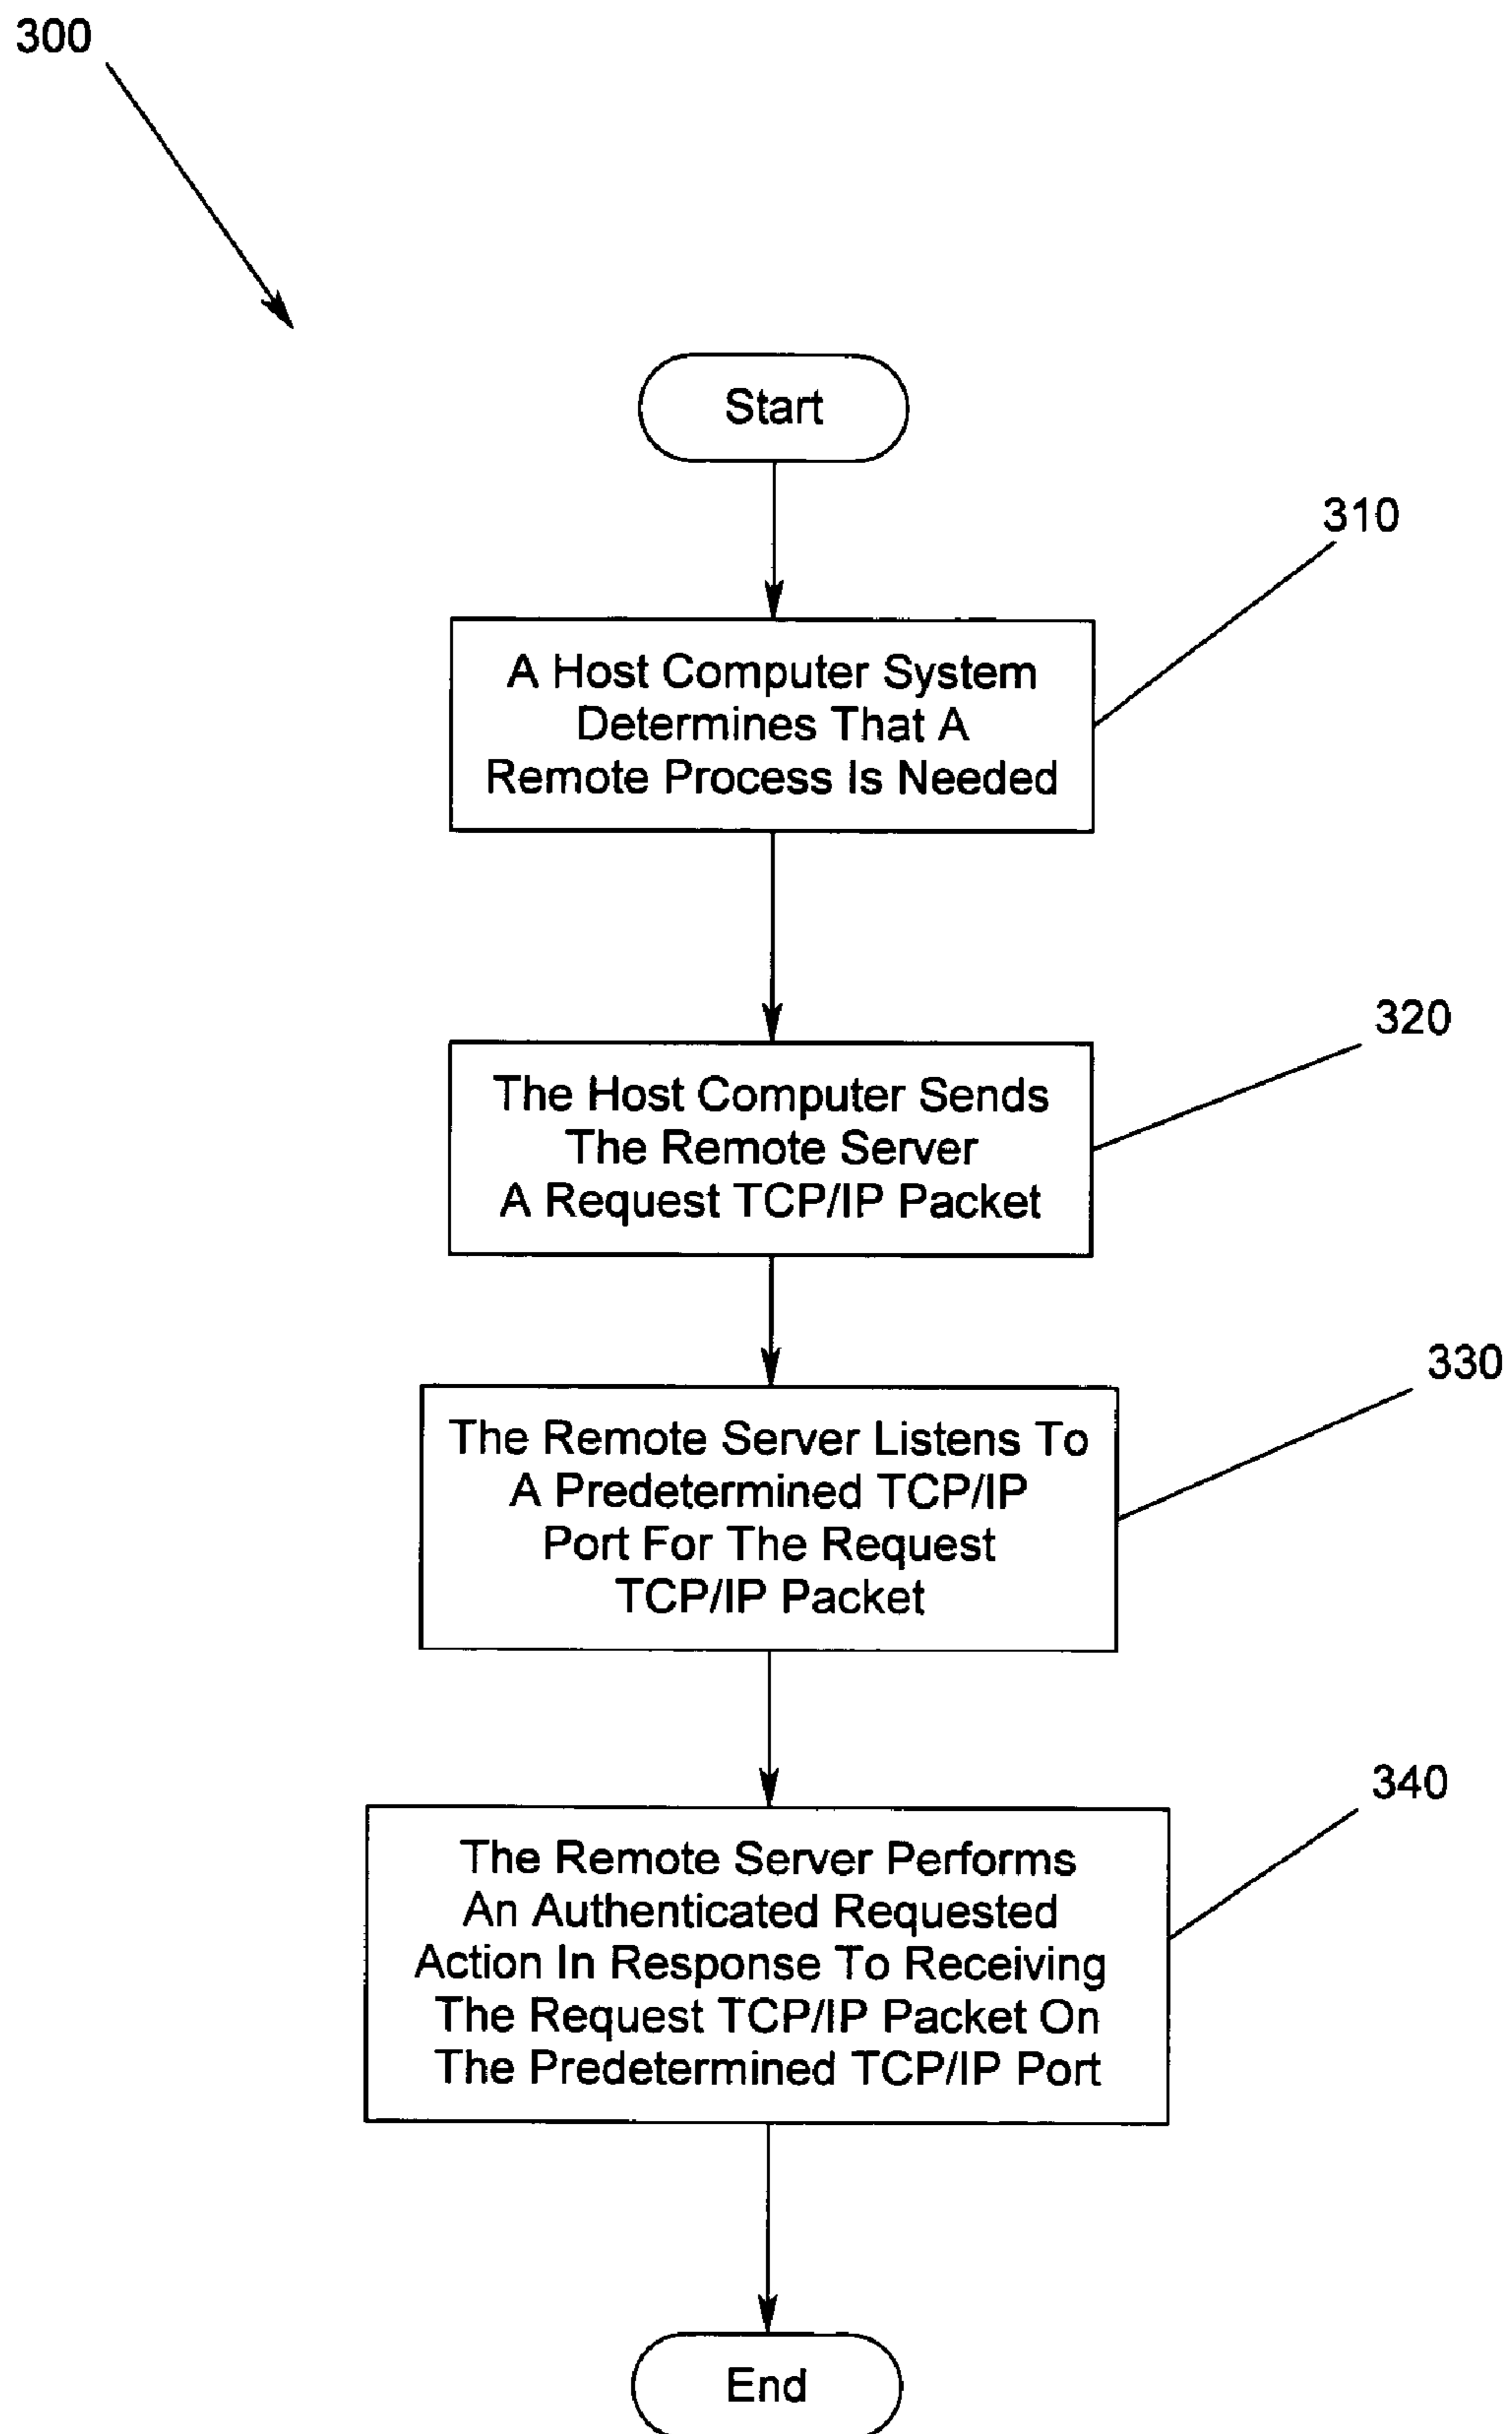 300
Start
310
A Host Computer System
Determines That A
Remote Process Is Needed
320
The Host Computer Sends
The Remote Server
A Request TCP/IP Packet
330
The Remote Server Listens To
A Predetermined TCP/IP
Port For The Request
TCP/IP Packet
340
The Remote Server Performs
An Authenticated Requested
Action In Response To Receiving
The Request TCP/IP Packet On
The Predetermined TCP/IP Port
End